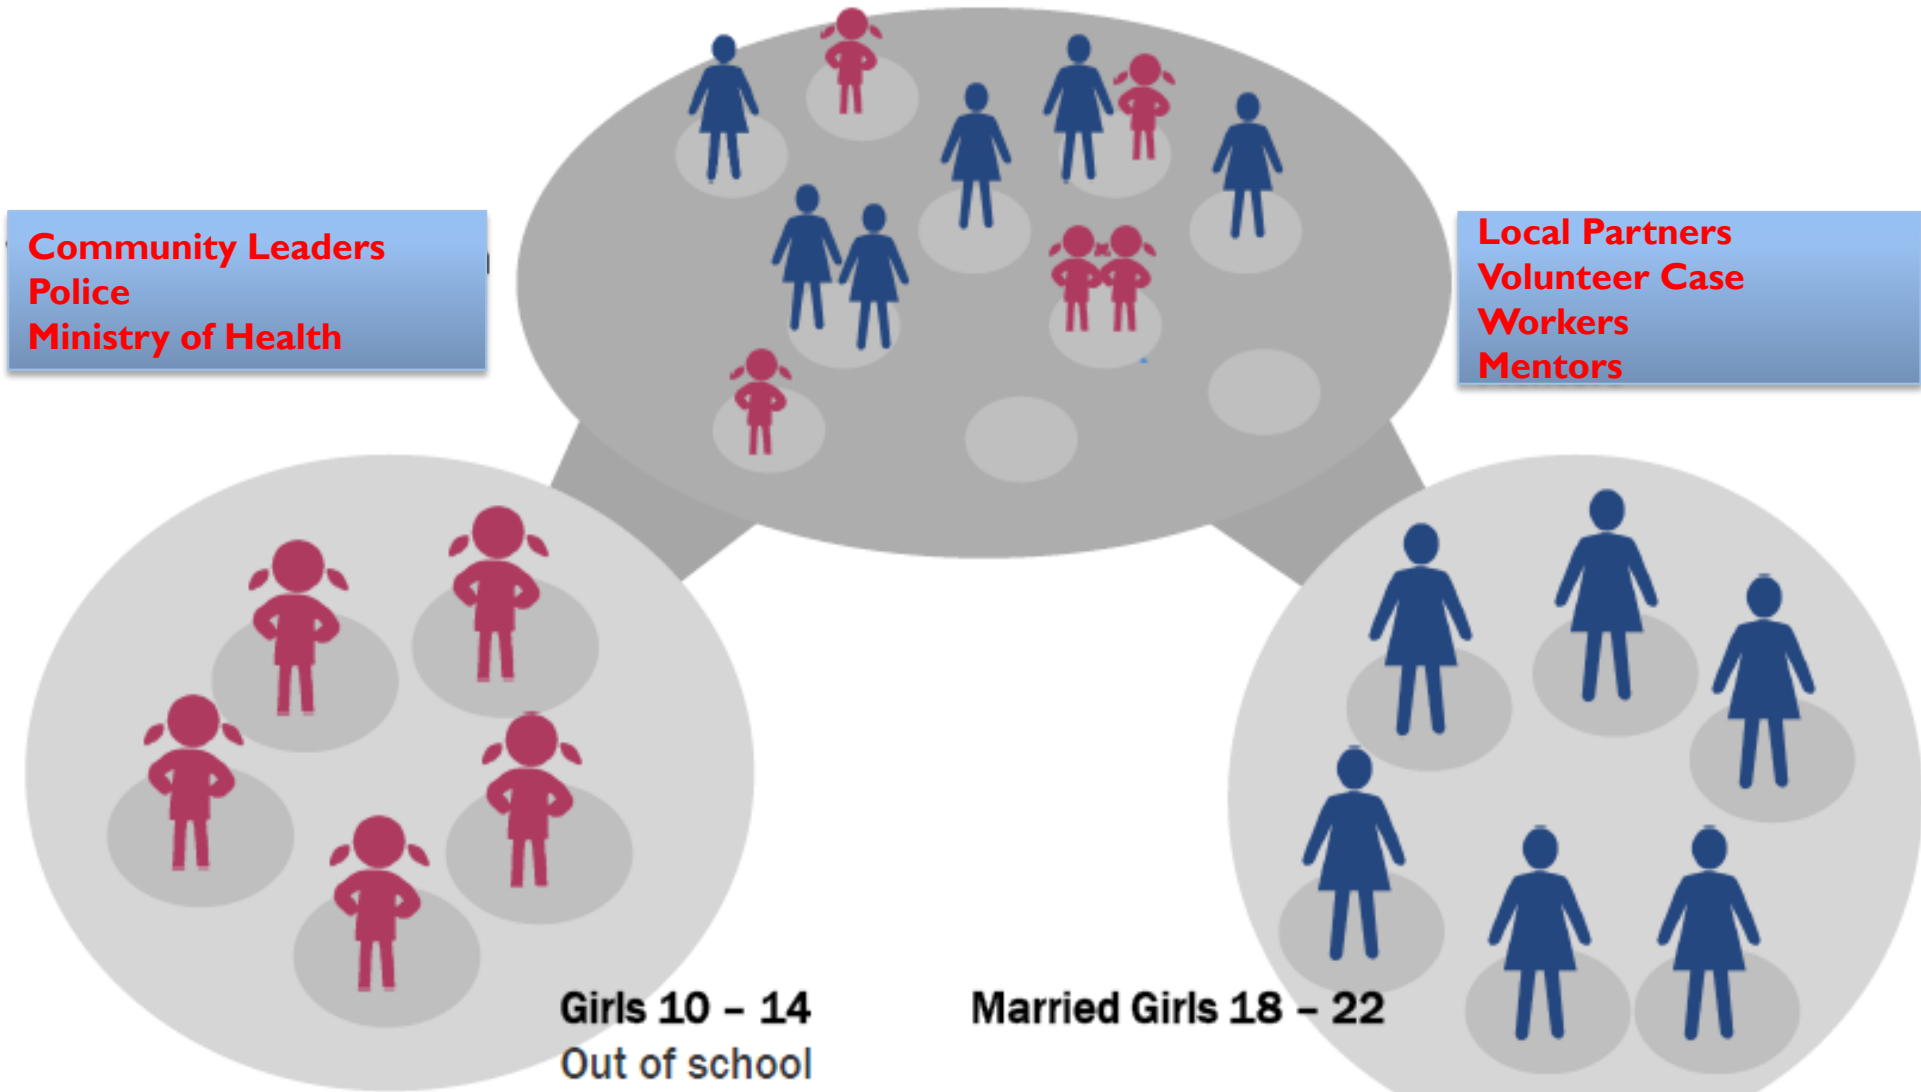 Community Leaders
Police
Ministry of Health
Local Partners
Volunteer Case
Workers
Mentors
Girls 10 – 14
Out of school
Married Girls 18 – 22